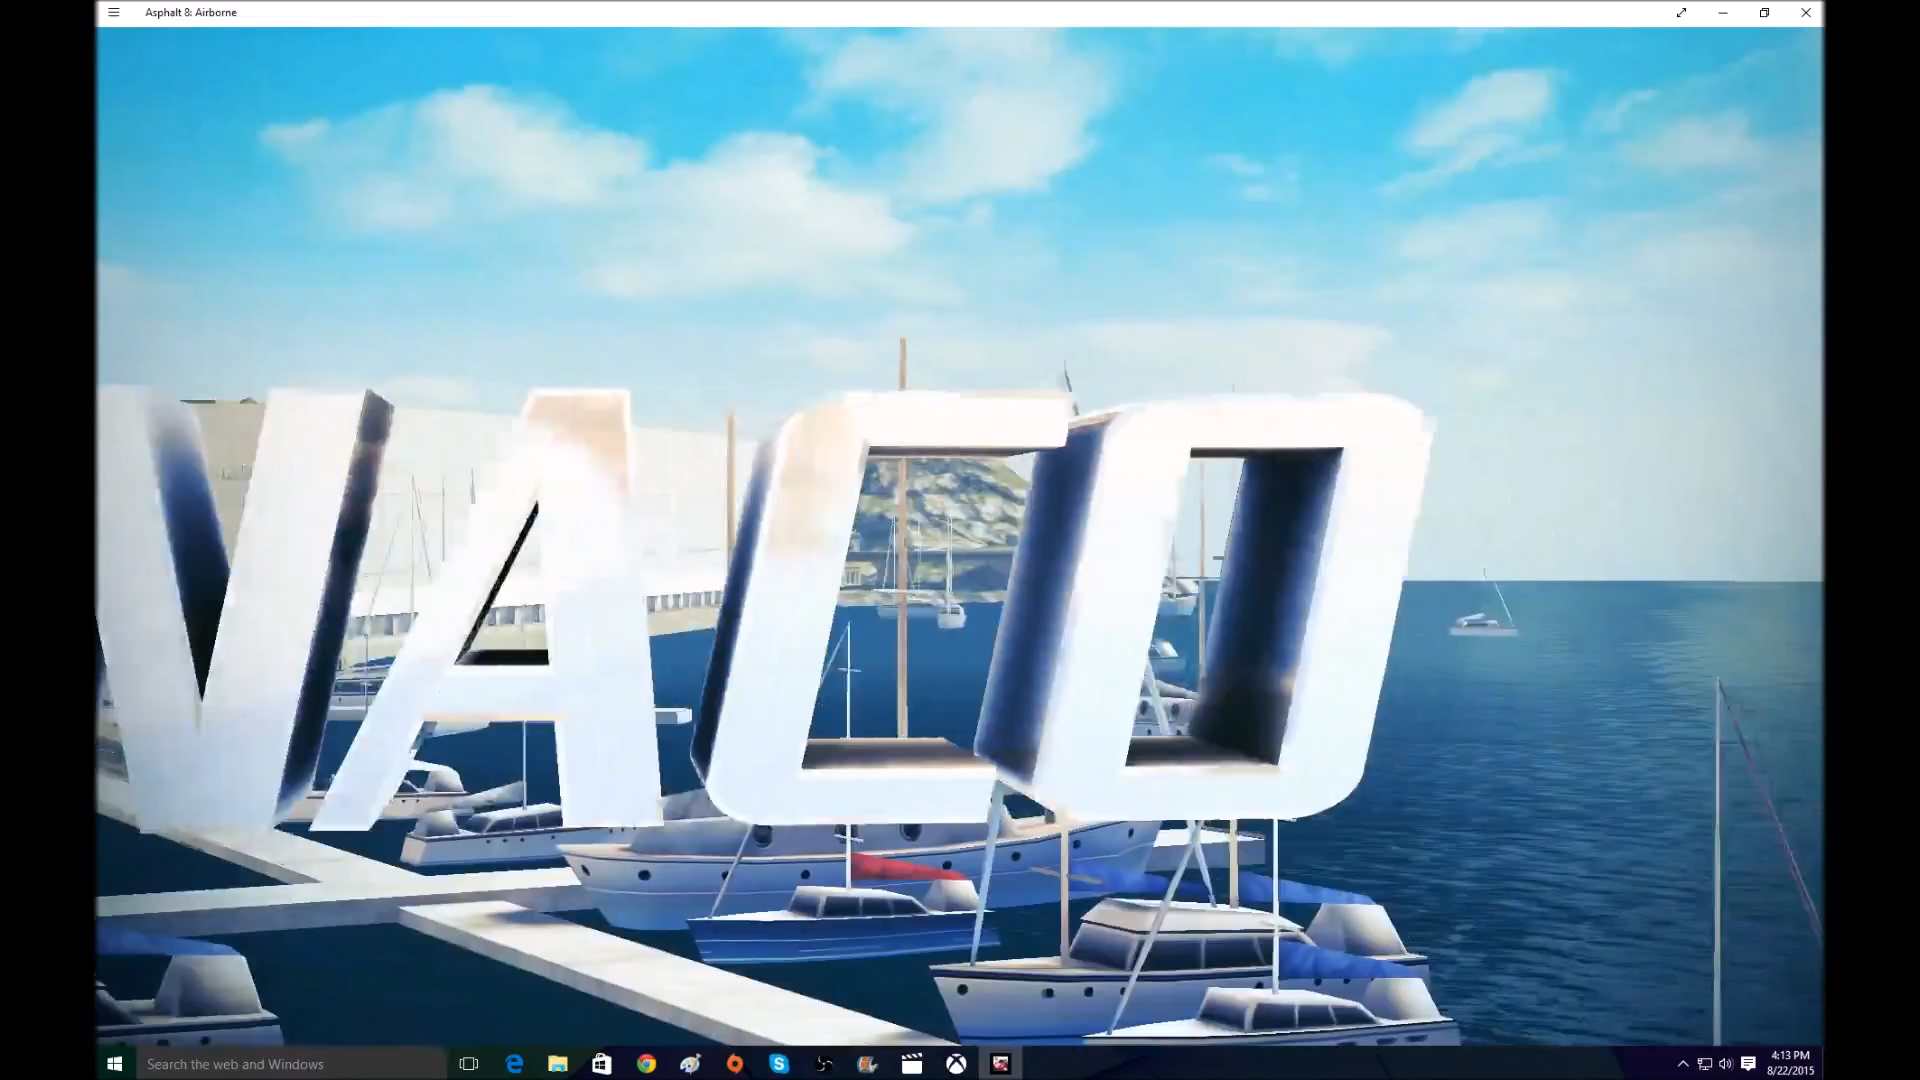 Asphalt 8: Airborne
VACO
Search the web and Windows
4:13 PM
8/22/2015